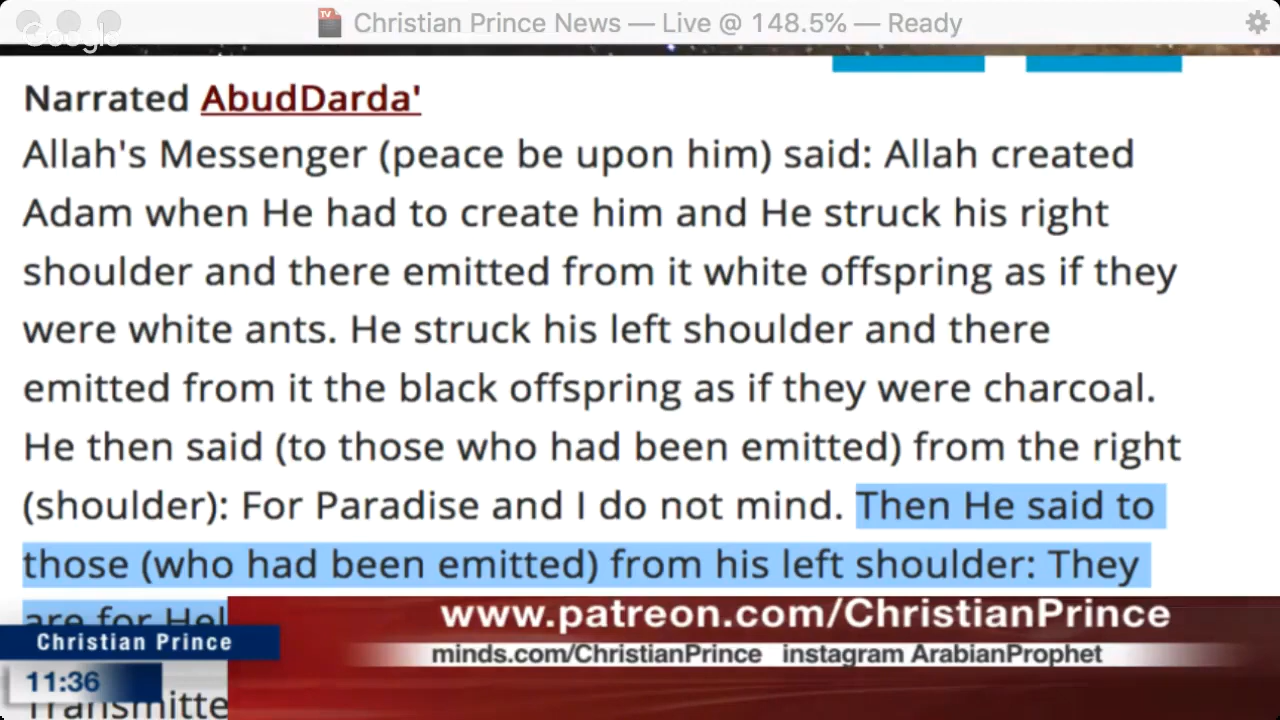 Christian Prince News — Live @ 148.5% — Ready
Google
Narrated AbudDarda'
Allah's Messenger (peace be upon him) said: Allah created
Adam when He had to create him and He struck his right
shoulder and there emitted from it white offspring as if they
were white ants. He struck his left shoulder and there
emitted from it the black offspring as if they were charcoal.
He then said (to those who had been emitted) from the right
(shoulder): For Paradise and I do not mind. Then He said to
those (who had been emitted) from his left shoulder: They
are for Hel
www.patreon.com/ChristianPrince
Christian Prince
minds.com/ChristianPrince instagram ArabianProphet
11:36
Transmitte